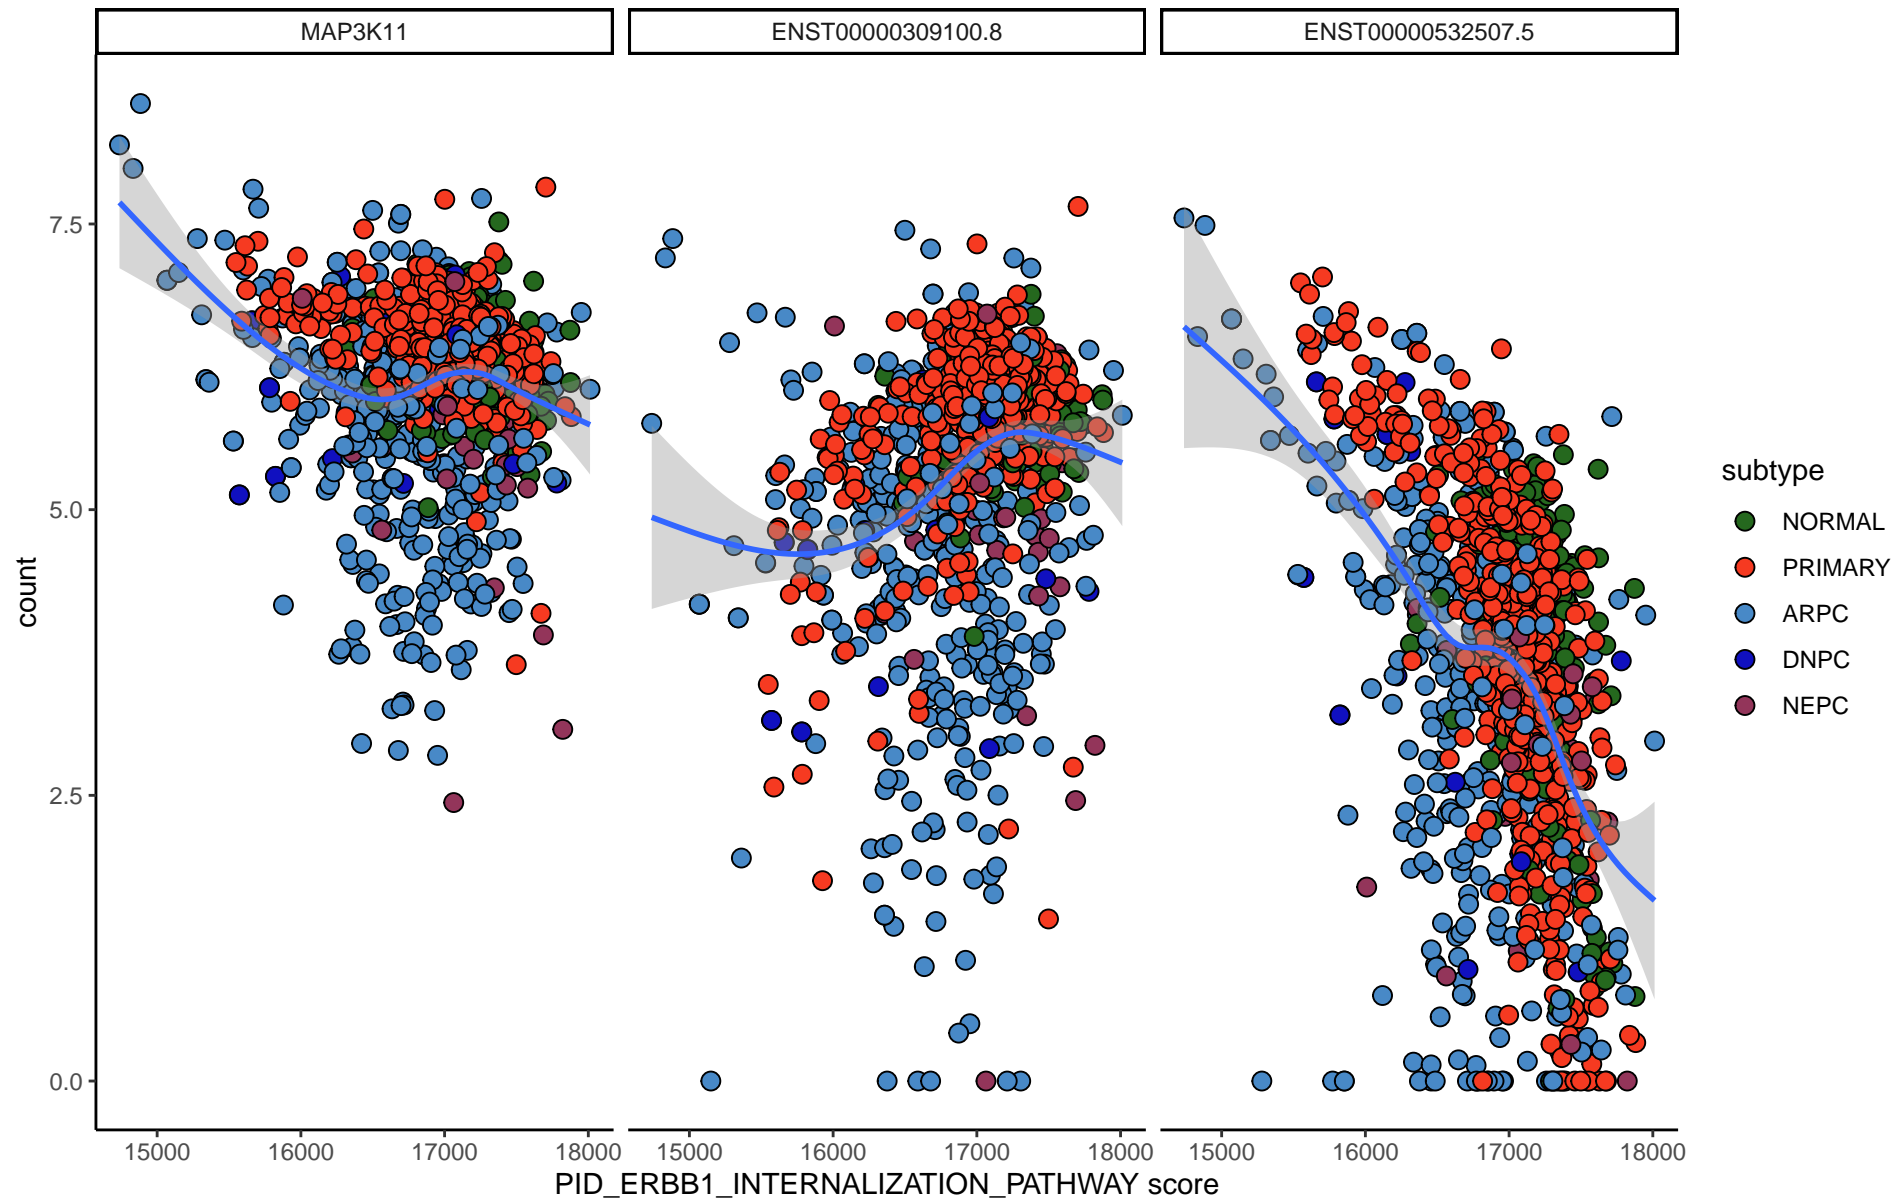 MAP3K11 ENST00000309100.8 ENST00000532507.5
7.5
5.0
2.5
0.0
count
15000 16000 17000 18000 15000 16000 17000 18000 15000 16000 17000 18000
PID_ERBB1_INTERNALIZATION_PATHWAY score
subtype
NORMAL
PRIMARY
ARPC
DNPC
NEPC